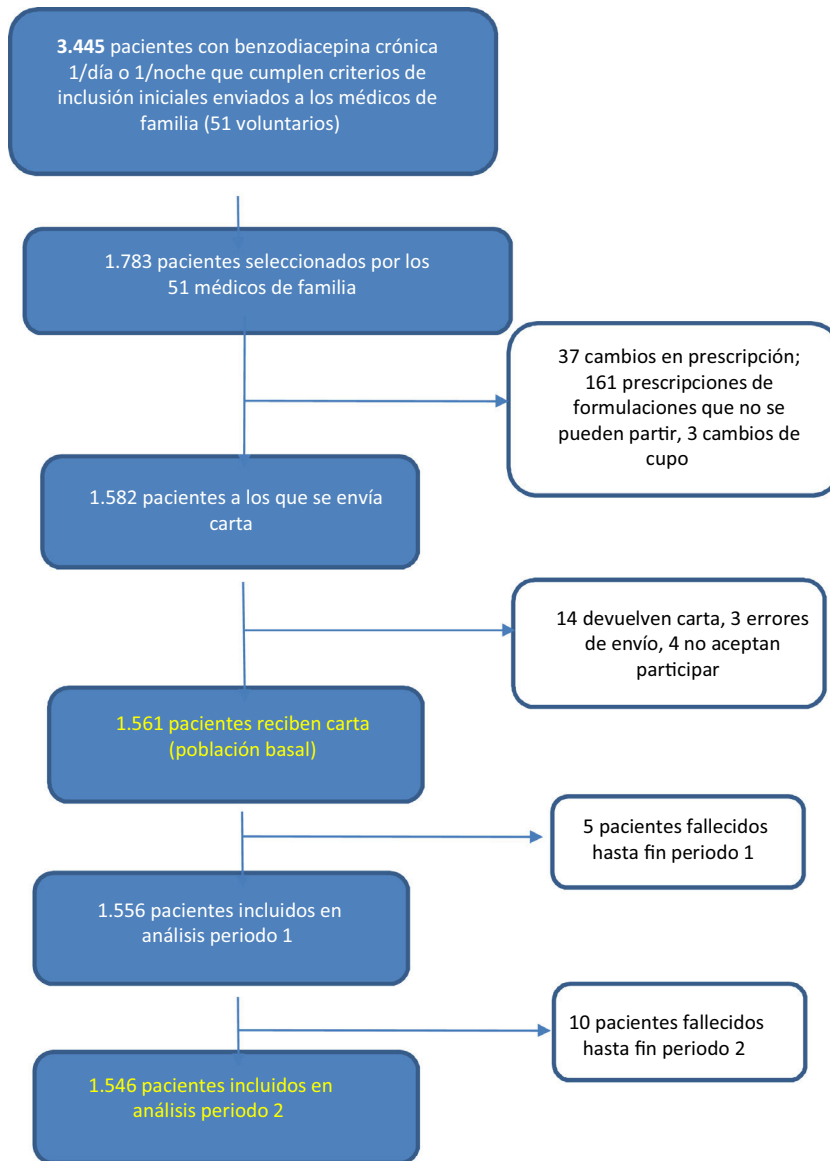 3.445 pacientes con benzodiacepina crónica
1/día o 1/noche que cumplen criterios de
inclusión iniciales enviados a los médicos de
familia (51 voluntarios)
1.783 pacientes seleccionados por los
51 médicos de familia
37 cambios en prescripción;
161 prescripciones de
formulaciones que no se
pueden partir, 3 cambios de
cupo
1.582 pacientes a los que se envía
carta
14 devuelven carta, 3 errores
de envío, 4 no aceptan
participar
1.561 pacientes reciben carta
(población basal)
5 pacientes fallecidos
hasta fin periodo 1
1.556 pacientes incluidos en
análisis periodo 1
10 pacientes fallecidos
hasta fin periodo 2
1.546 pacientes incluidos en
análisis periodo 2